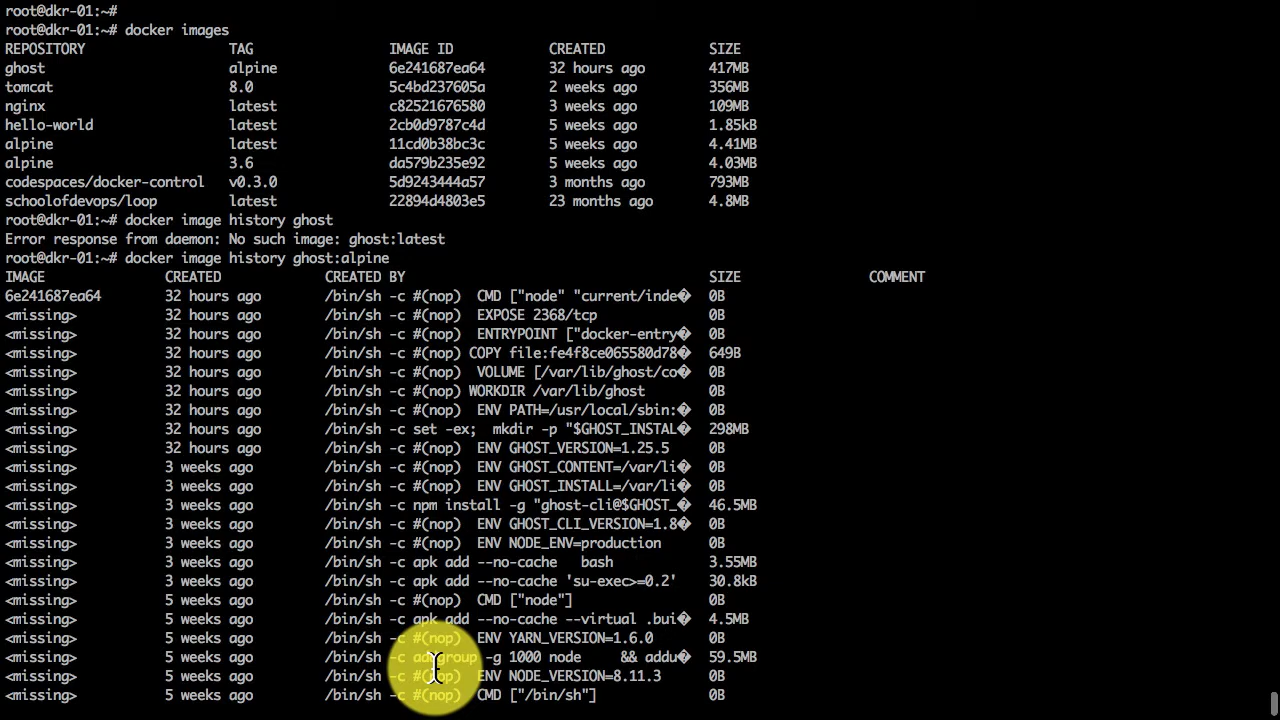 root@dkr-01:~#
root@dkr-01:~# docker images
REPOSITORY TAG IMAGE ID CREATED SIZE
ghost alpine 6e241687ea64 32 hours ago 417MB
tomcat 8.0 5c4bd237605a 2 weeks ago 356MB
nginx latest c82521676580 3 weeks ago 109MB
hello-world latest 2cb0d9787c4d 5 weeks ago 1.85kB
alpine latest 11cd0b38bc3c 5 weeks ago 4.41MB
alpine 3.6 da579b235e92 5 weeks ago 4.03MB
codespaces/docker-control v0.3.0 5d9243444a57 3 months ago 793MB
schoolofdevops/loop latest 22894d4803e5 23 months ago 4.8MB
root@dkr-01:~# docker image history ghost
Error response from daemon: No such image: ghost:latest
root@dkr-01:~# docker image history ghost:alpine
IMAGE CREATED CREATED BY SIZE COMMENT
6e241687ea64 32 hours ago /bin/sh -c #(nop) CMD ["node" "current/inde� 0B
<missing> 32 hours ago /bin/sh -c #(nop) EXPOSE 2368/tcp 0B
<missing> 32 hours ago /bin/sh -c #(nop) ENTRYPOINT ["docker-entry� 0B
<missing> 32 hours ago /bin/sh -c #(nop) COPY file:fe4f8ce065580d78� 649B
<missing> 32 hours ago /bin/sh -c #(nop) VOLUME [/var/lib/ghost/co� 0B
<missing> 32 hours ago /bin/sh -c #(nop) WORKDIR /var/lib/ghost 0B
<missing> 32 hours ago /bin/sh -c #(nop) ENV PATH=/usr/local/sbin:� 0B
<missing> 32 hours ago /bin/sh -c set -ex; mkdir -p "$GHOST_INSTAL� 298MB
<missing> 32 hours ago /bin/sh -c #(nop) ENV GHOST_VERSION=1.25.5 0B
<missing> 3 weeks ago /bin/sh -c #(nop) ENV GHOST_CONTENT=/var/li� 0B
<missing> 3 weeks ago /bin/sh -c #(nop) ENV GHOST_INSTALL=/var/li� 0B
<missing> 3 weeks ago /bin/sh -c npm install -g "ghost-cli@$GHOST_� 46.5MB
<missing> 3 weeks ago /bin/sh -c #(nop) ENV GHOST_CLI_VERSION=1.8� 0B
<missing> 3 weeks ago /bin/sh -c #(nop) ENV NODE_ENV=production 0B
<missing> 3 weeks ago /bin/sh -c apk add --no-cache bash 3.55MB
<missing> 3 weeks ago /bin/sh -c apk add --no-cache 'su-exec>=0.2' 30.8kB
<missing> 5 weeks ago /bin/sh -c #(nop) CMD ["node"] 0B
<missing> 5 weeks ago /bin/sh -c apk add --no-cache --virtual .bui� 4.5MB
<missing> 5 weeks ago /bin/sh -c #(nop) ENV YARN_VERSION=1.6.0 0B
<missing> 5 weeks ago /bin/sh -c addgroup -g 1000 node && addu� 59.5MB
<missing> 5 weeks ago /bin/sh -c #(nop) ENV NODE_VERSION=8.11.3 0B
<missing> 5 weeks ago /bin/sh -c #(nop) CMD ["/bin/sh"] 0B